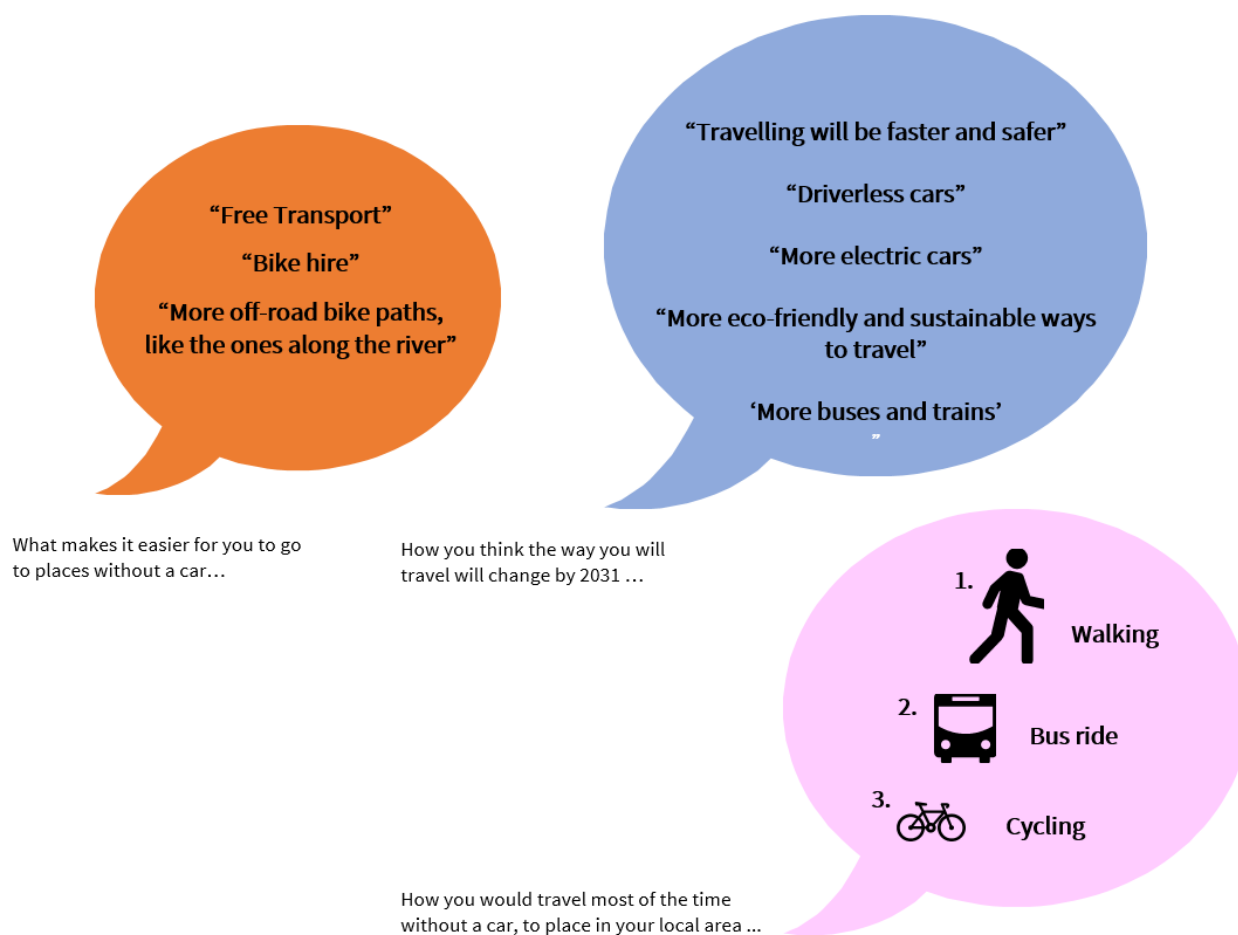 “Free Transport”
“Bike hire”
“More off-road bike paths,
like the ones along the river”
What makes it easier for you to go
to places without a car…
“Travelling will be faster and safer”
“Driverless cars”
“More electric cars”
“More eco-friendly and sustainable ways
to travel”
‘More buses and trains’
”
How you think the way you will
travel will change by 2031 …
1.
Walking
2.
Bus ride
3.
Cycling
How you would travel most of the time
without a car, to place in your local area ...